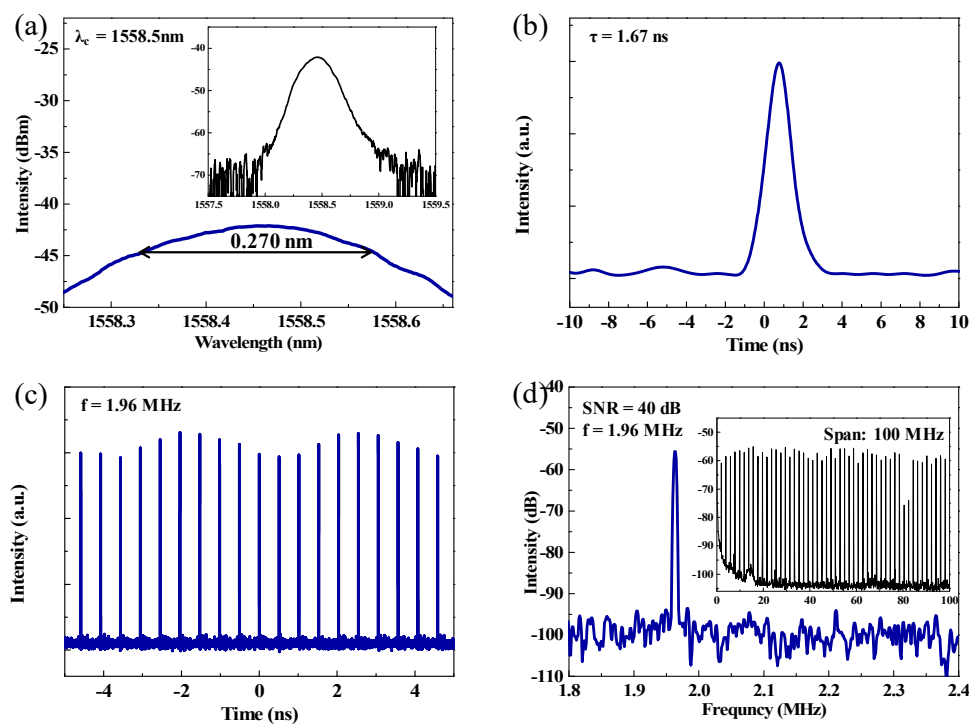 (a)
λc = 1558.5nm
-25
-30
-35
-40
-45
-50
Intensity (dBm)
-40
-50
-60
-70
1557.5 1558.0 1558.5 1559.0 1559.5
0.270 nm
1558.3 1558.4 1558.5 1558.6
Wavelength (nm)
(b)
τ = 1.67 ns
Intensity (a.u.)
-10 -8 -6 -4 -2 0 2 4 6 8 10
Time (ns)
(c)
f = 1.96 MHz
Intensity (a.u.)
-4 -2 0 2 4
Time (ns)
(d)
SNR = 40 dB
f = 1.96 MHz
-40
-50
-60
-70
-80
-90
-100
-110
Intensity (dB)
Span: 100 MHz
-50
-60
-70
-80
-90
-100
0 20 40 60 80 100
1.8 1.9 2.0 2.1 2.2 2.3 2.4
Frequncy (MHz)